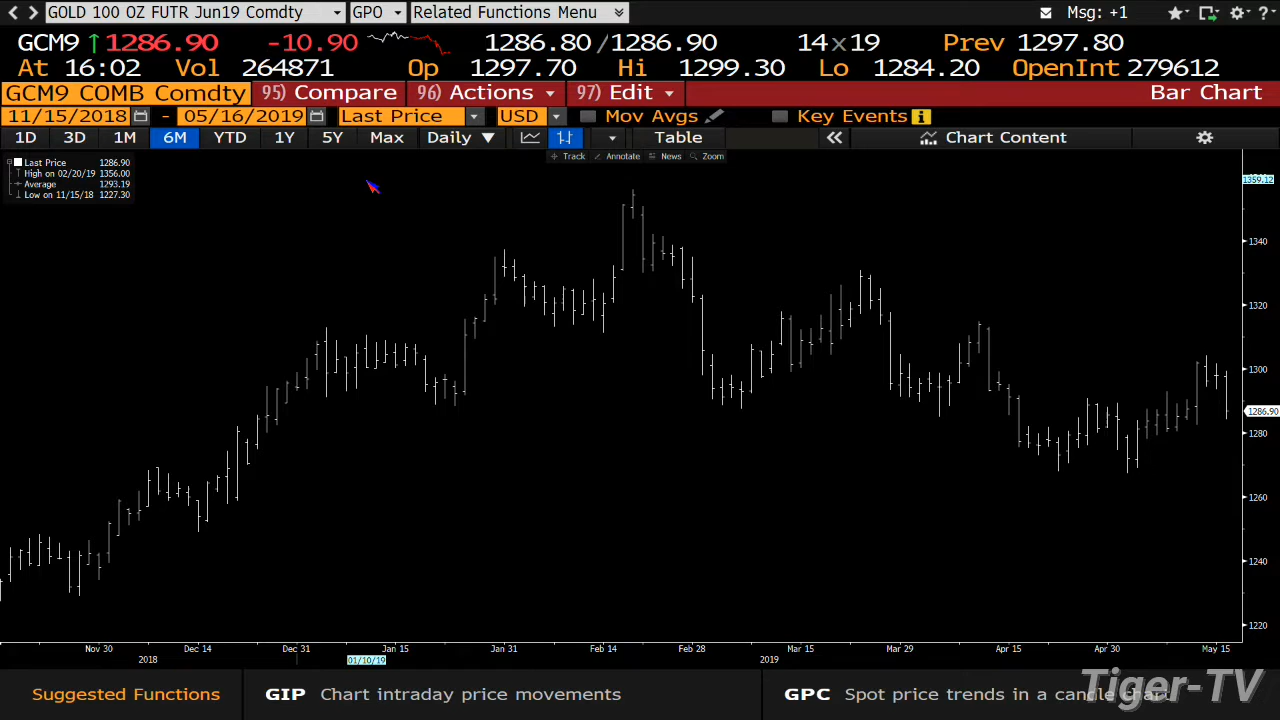 GOLD 100 OZ FUTR Jun19 Comdty GPO Related Functions Menu Msg: +1 ?
GCM9 ↑1286.90 -10.90 1286.80/1286.90 14x19 Prev 1297.80
At 16:02 Vol 264871 Op 1297.70 Hi 1299.30 Lo 1284.20 OpenInt 279612
GCM9 COMB Comdty 95) Compare 96) Actions 97) Edit Bar Chart
11/15/2018 - 05/16/2019 Last Price USD Mov Avgs Key Events i
1D 3D 1M 6M YTD 1Y 5Y Max Daily ▼ Table « Chart Content
Track Annotate News Zoom
Last Price 1286.90
High on 02/20/19 1356.00
Average 1293.19
Low on 11/15/18 1227.30
1359.12
1340
1320
1300
1286.90
1280
1260
1240
1220
Nov 30 Dec 14 Dec 31 Jan 15 Jan 31 Feb 14 Feb 28 Mar 15 Mar 29 Apr 15 Apr 30 May 15
2018 01/10/19 2019
Suggested Functions GIP Chart intraday price movements GPC Spot price trends in a candle chart
Tiger-TV